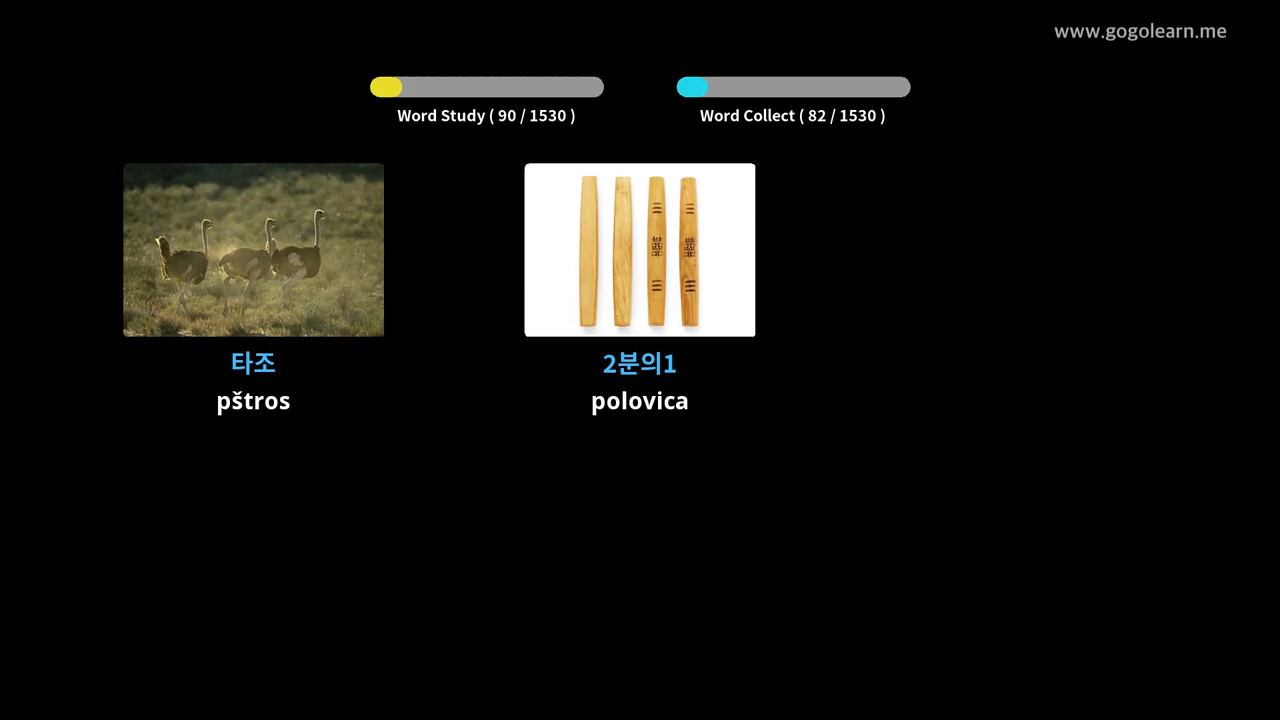 www.gogolearn.me
Word Study ( 90 / 1530 )
Word Collect ( 82 / 1530 )
타조
pštros
2분의1
polovica